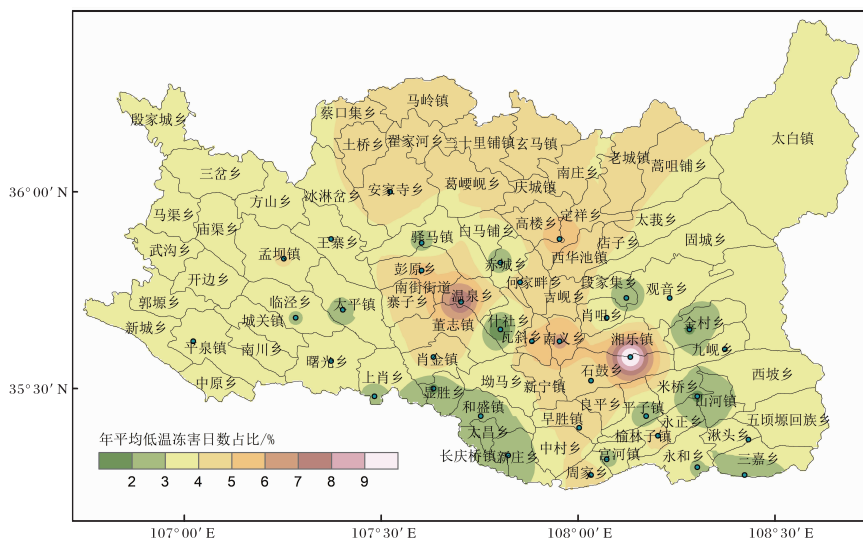 马岭镇
蔡口集乡
殷家城乡
土桥乡
翟家河乡
三十里铺镇
玄马镇
老城镇
太白镇
三岔乡
安家寺乡
葛崾岘
庆城镇
南庄乡
蒿咀铺乡
方山乡
冰淋岔乡
马渠乡
庙渠乡
高楼乡
定祥乡
太莪乡
36°00′ N
驿马镇
白马铺乡
武沟乡
王寨乡
店子乡
固城乡
孟坝镇
西华池镇
赤城乡
彭原乡
开边乡
南街街道
何家畔乡
段家集乡
观音乡
温泉乡
郭塬乡
临泾乡
太平镇
寨子乡
吉岘乡
新城乡
城关镇
董志镇
什社乡
肖咀乡
合村乡
平泉镇
南川乡
瓦斜乡
南义乡
湘乐镇
九岘乡
曙光乡
肖金镇
石鼓乡
35°30′ N
中原乡
上肖乡
显胜乡
坳马乡
新宁镇
米桥乡
山河镇
西坡乡
和盛镇
良平乡
平子镇
永正乡
五顷塬回族乡
早胜镇
太昌乡
榆林子镇
湫头乡
中村乡
长庆桥镇
新庄乡
宫河镇
永和乡
三嘉乡
周家乡
年平均低温冻害日数占比/%
2 3 4 5 6 7 8 9
107°00′ E 107°30′ E 108°00′ E 108°30′ E